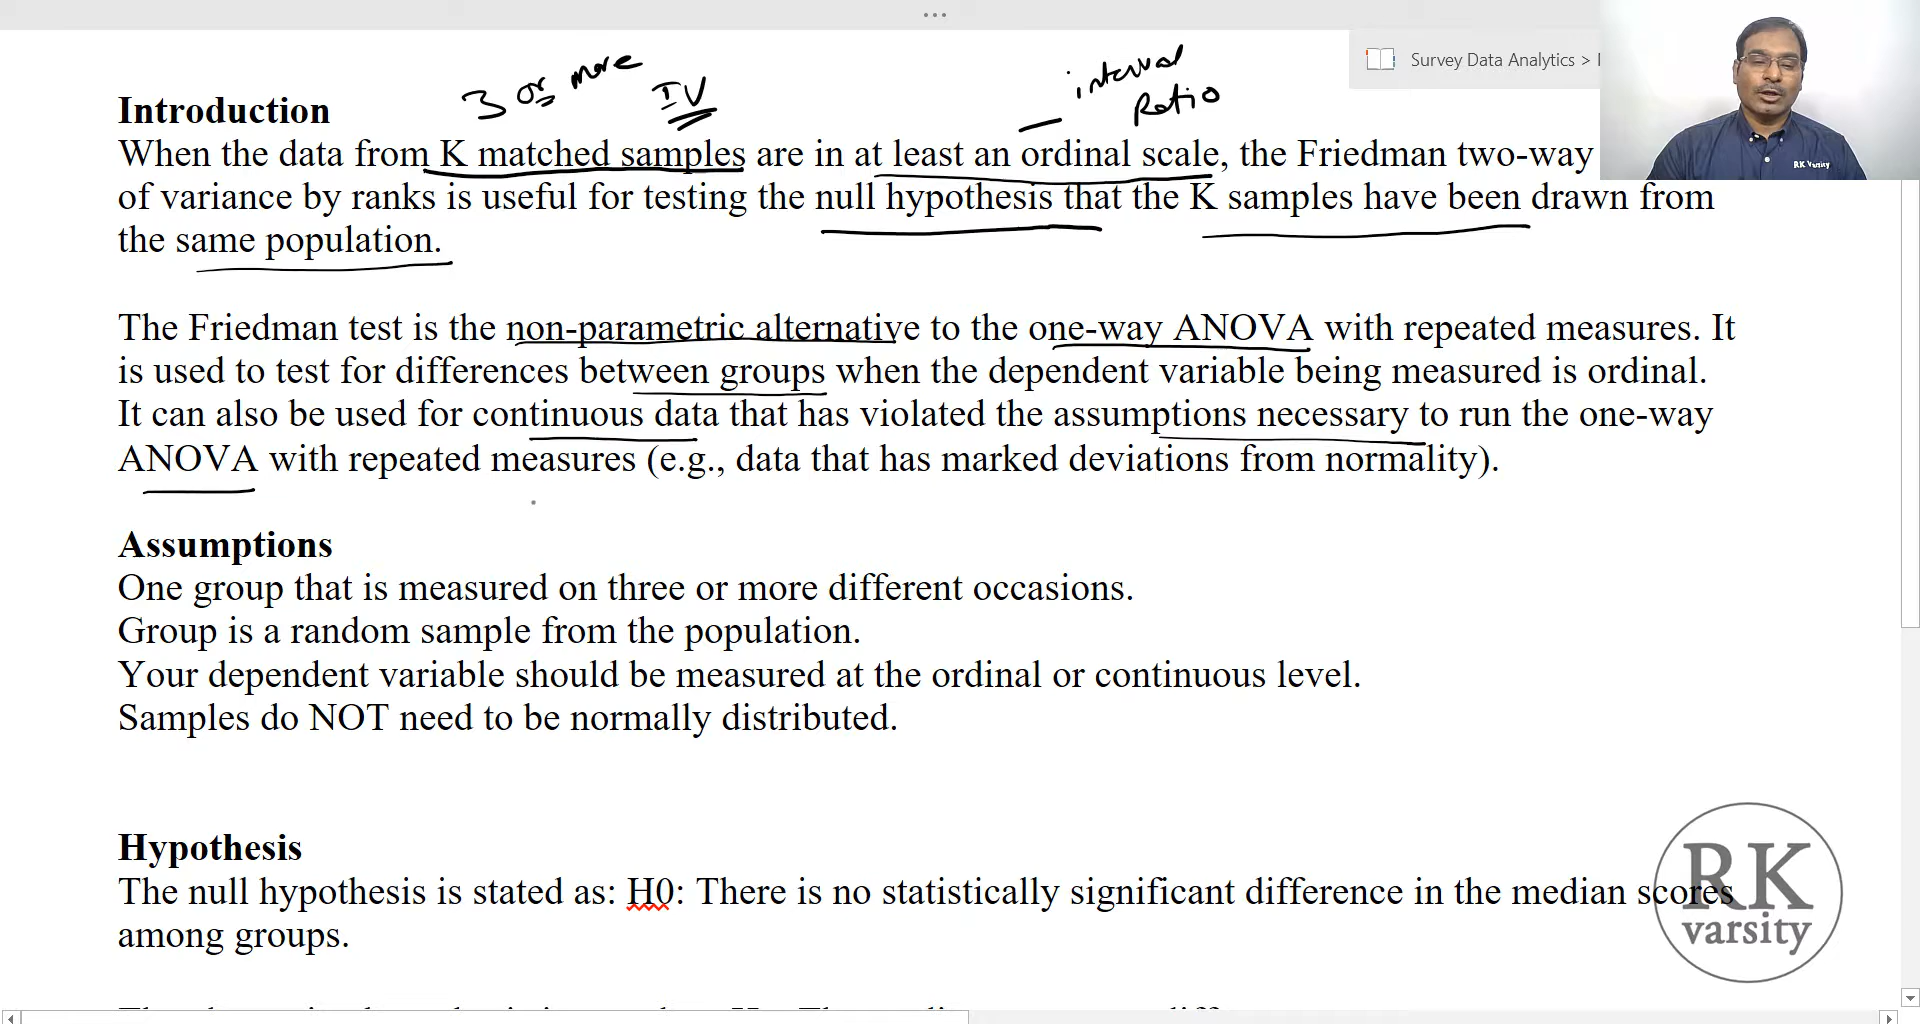 Survey Data Analytics >
3 or more
IV
interval
Ratio
Introduction
When the data from K matched samples are in at least an ordinal scale, the Friedman two-way
of variance by ranks is useful for testing the null hypothesis that the K samples have been drawn from
the same population.
The Friedman test is the non-parametric alternative to the one-way ANOVA with repeated measures. It
is used to test for differences between groups when the dependent variable being measured is ordinal.
It can also be used for continuous data that has violated the assumptions necessary to run the one-way
ANOVA with repeated measures (e.g., data that has marked deviations from normality).
Assumptions
One group that is measured on three or more different occasions.
Group is a random sample from the population.
Your dependent variable should be measured at the ordinal or continuous level.
Samples do NOT need to be normally distributed.
Hypothesis
The null hypothesis is stated as: H0: There is no statistically significant difference in the median scores
among groups.
RK Varsity
RK
varsity